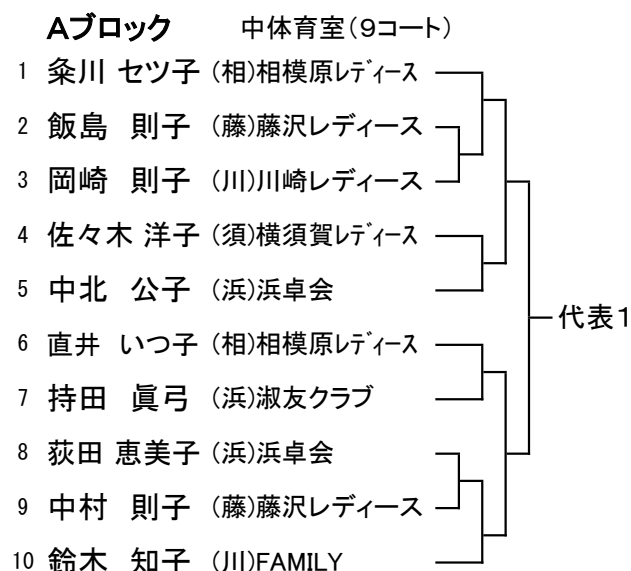 Aブロック 中体育室(9コート)
1 粂川 セツ子 (相)相模原レディース
2 飯島 則子 (藤)藤沢レディース
3 岡崎 則子 (川)川崎レディース
4 佐々木 洋子 (須)横須賀レディース
5 中北 公子 (浜)浜卓会
代表1
6 直井 いつ子 (相)相模原レディース
7 持田 眞弓 (浜)淑友クラブ
8 荻田 恵美子 (浜)浜卓会
9 中村 則子 (藤)藤沢レディース
10 鈴木 知子 (川)FAMILY